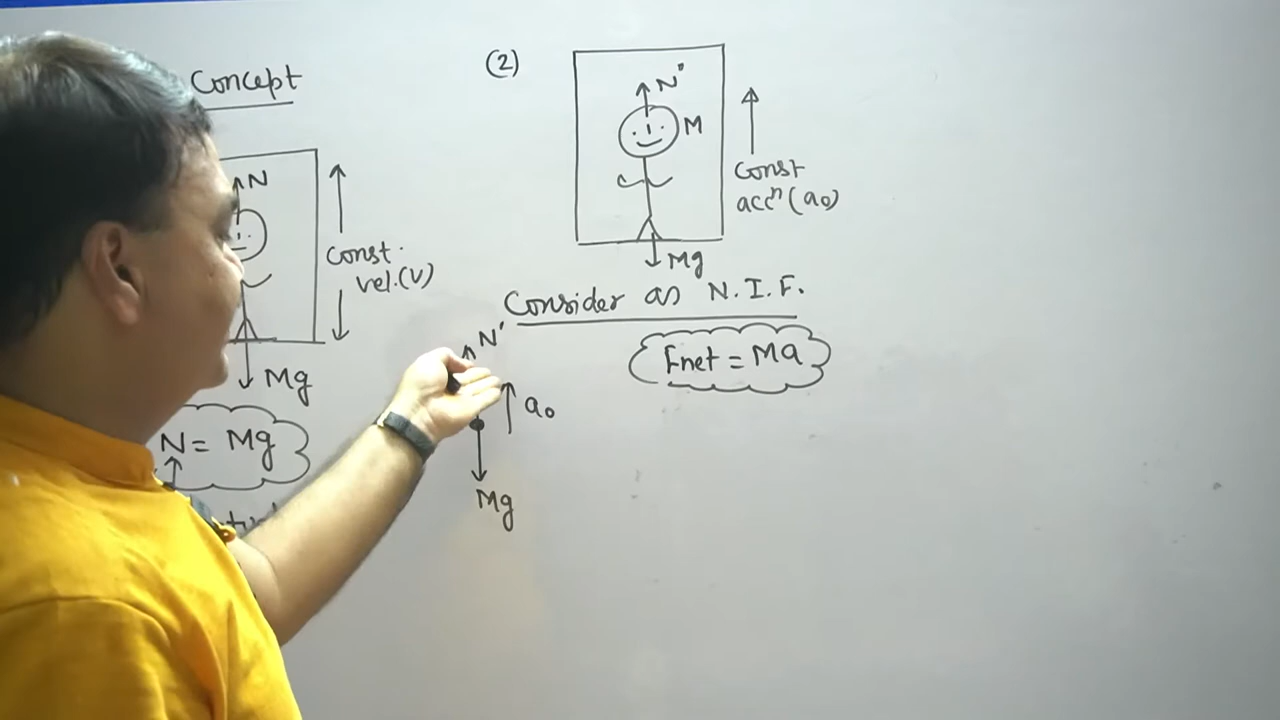 Concept
N
Const.
vel.(v)
Mg
N = Mg
(2)
N'
M
Const
accⁿ(a₀)
Mg
Consider as N.I.F.
Fnet = Ma
N'
a₀
Mg